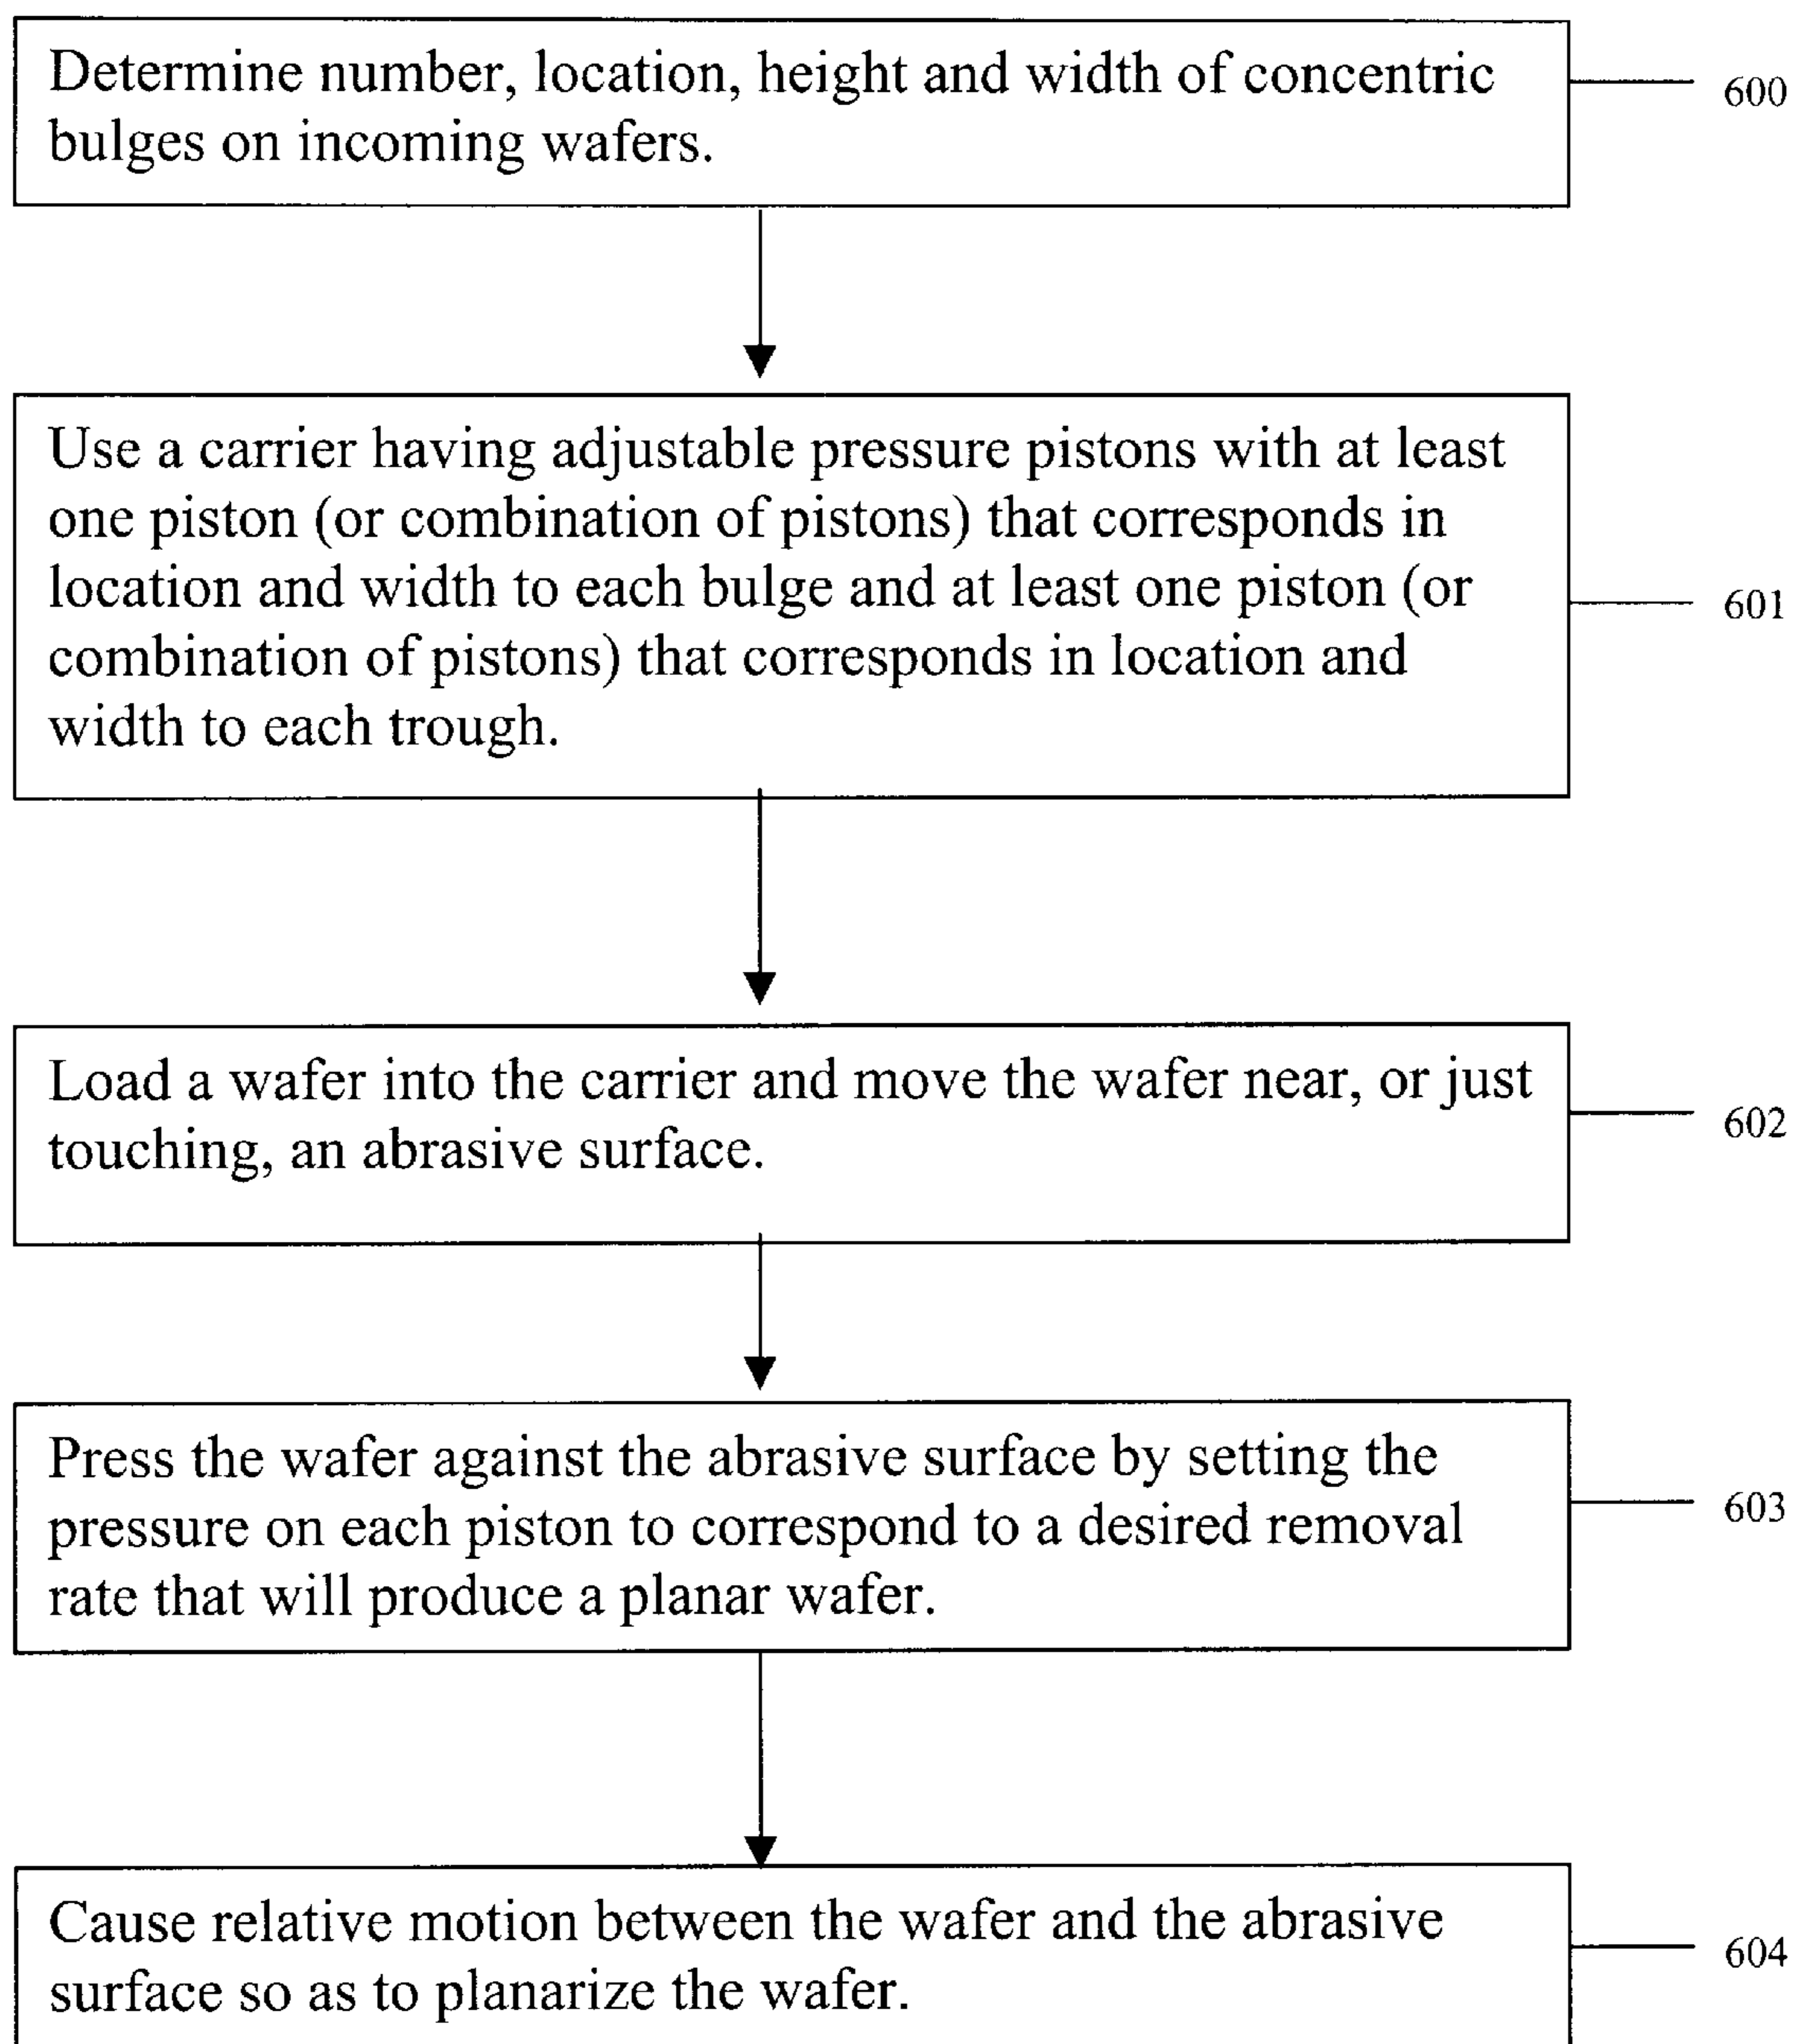 Determine number, location, height and width of concentric
bulges on incoming wafers.
600
Use a carrier having adjustable pressure pistons with at least
one piston (or combination of pistons) that corresponds in
location and width to each bulge and at least one piston (or
combination of pistons) that corresponds in location and
width to each trough.
601
Load a wafer into the carrier and move the wafer near, or just
touching, an abrasive surface.
602
Press the wafer against the abrasive surface by setting the
pressure on each piston to correspond to a desired removal
rate that will produce a planar wafer.
603
Cause relative motion between the wafer and the abrasive
surface so as to planarize the wafer.
604